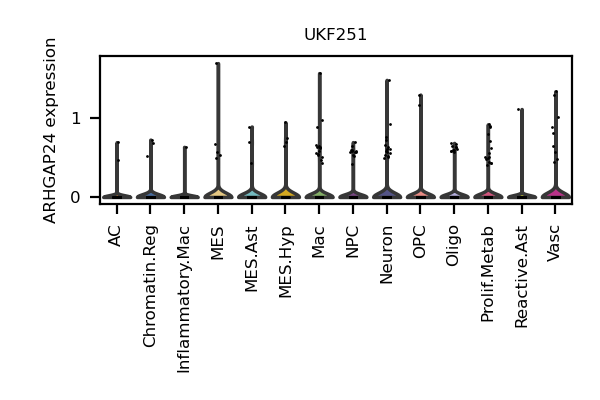 UKF251
ARHGAP24 expression
1
0
AC
Chromatin.Reg
Inflammatory.Mac
MES
MES.Ast
MES.Hyp
Mac
NPC
Neuron
OPC
Oligo
Prolif.Metab
Reactive.Ast
Vasc